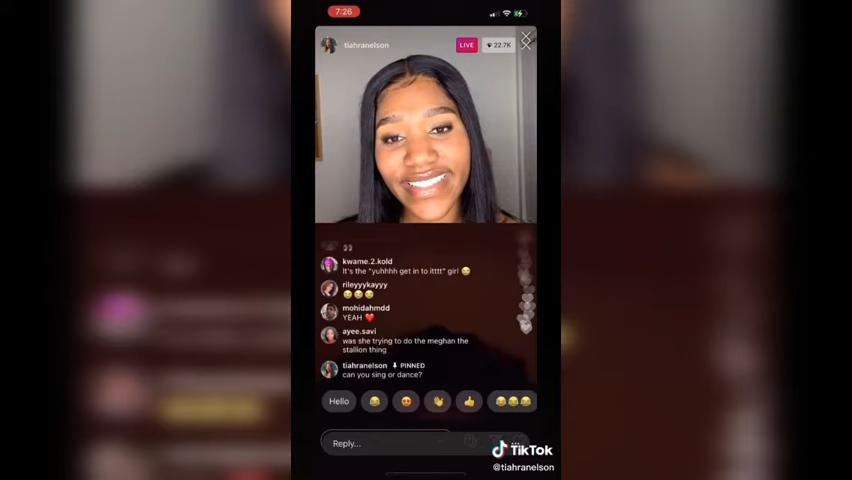 7:26
tiahranelson
LIVE
22.7K
kwame.2.kold
It's the "yuhhhh get in to itttt" girl 😭
rileyyykayyy
😭😭😭
mohidahmdd
YEAH ❤️
ayee.savi
was she trying to do the meghan the
stallion thing
tiahranelson PINNED
can you sing or dance?
Hello 😂 😍 👏 👍 😂😂😂
Reply...
TikTok
@tiahranelson